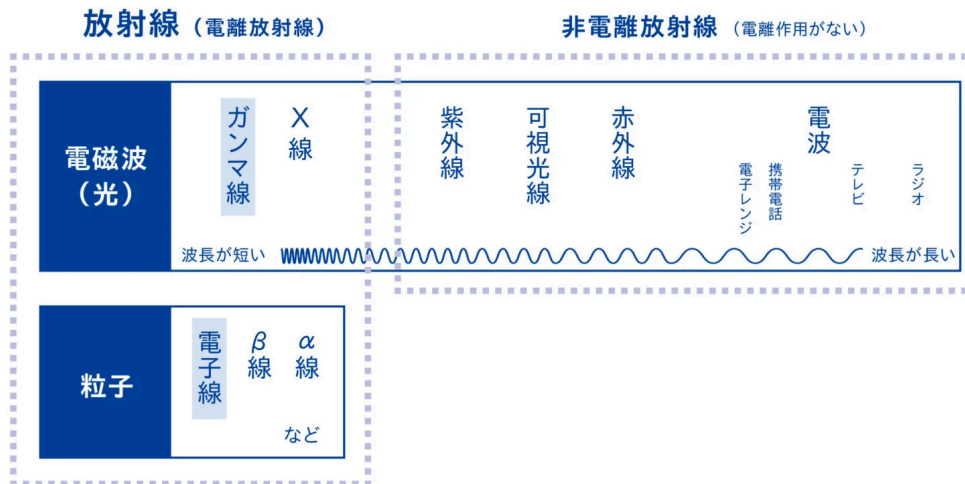 放射線（電離放射線）
非電離放射線（電離作用がない）
電磁波
（光）
ガンマ線
X線
紫外線
可視光線
赤外線
電波
電子レンジ
携帯電話
テレビ
ラジオ
波長が短い
波長が長い
粒子
電子線
β線
α線
など